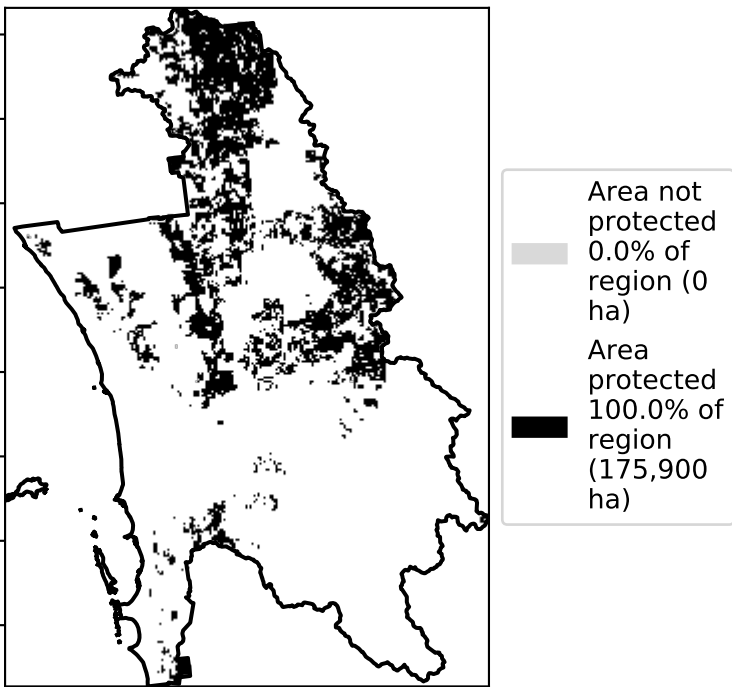 Area not
protected
0.0% of
region (0
ha)
Area
protected
100.0% of
region
(175,900
ha)